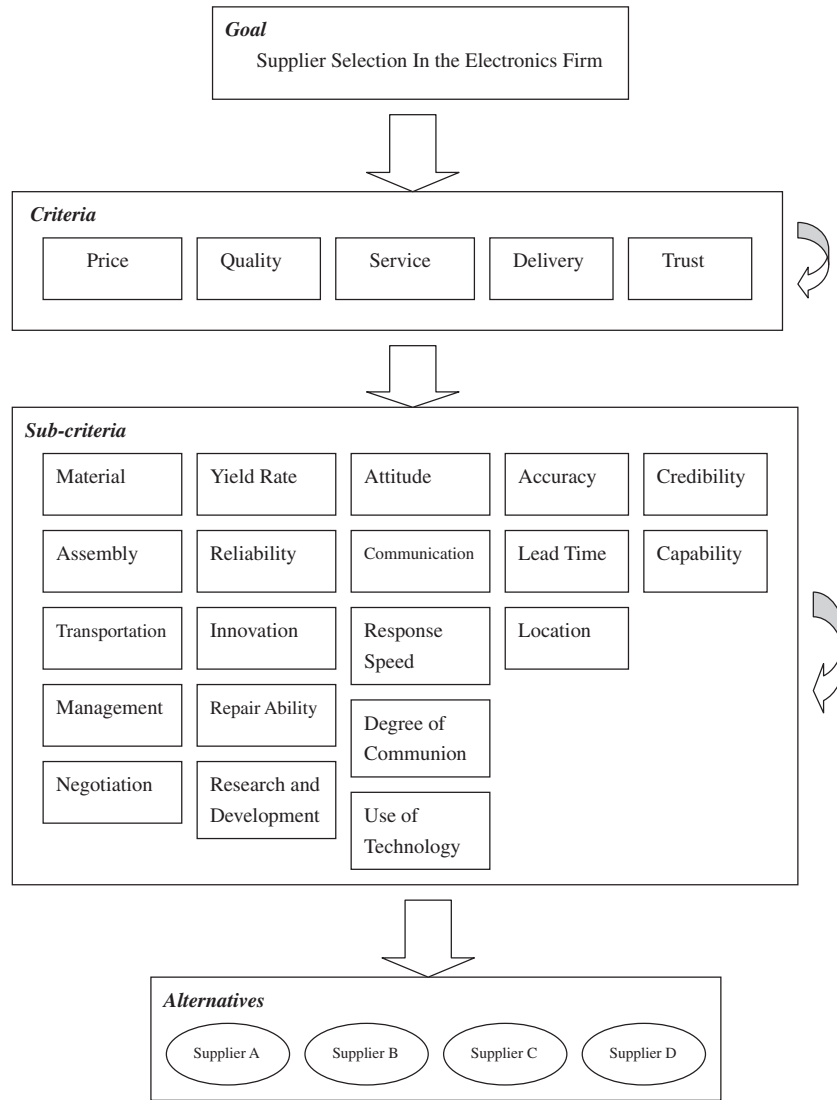 Goal
Supplier Selection In the Electronics Firm
Criteria
Price
Quality
Service
Delivery
Trust
Sub-criteria
Material
Yield Rate
Attitude
Accuracy
Credibility
Assembly
Reliability
Communication
Lead Time
Capability
Transportation
Innovation
Response
Speed
Location
Management
Repair Ability
Degree of
Communion
Negotiation
Research and
Development
Use of
Technology
Alternatives
Supplier A
Supplier B
Supplier C
Supplier D